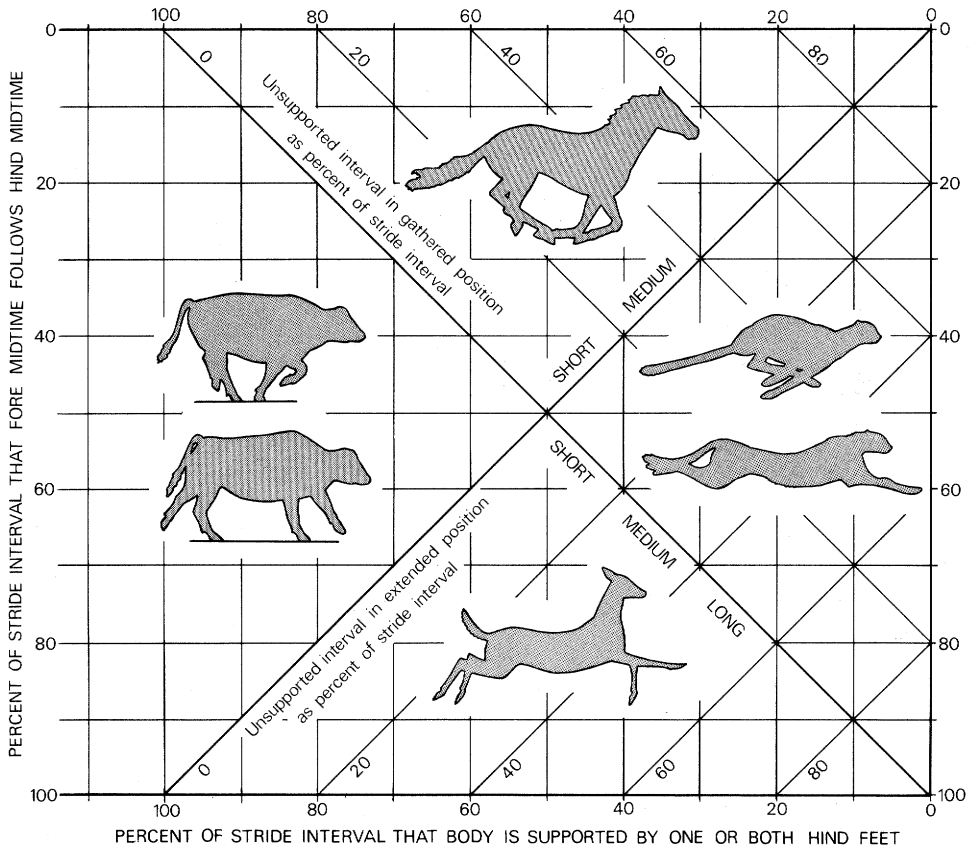 100 80 60 40 20 0
0 0
0 20 40 60 80
Unsupported interval in gathered position
as percent of stride interval
20 20
MEDIUM
SHORT
40 40
PERCENT OF STRIDE INTERVAL THAT FORE MIDTIME FOLLOWS HIND MIDTIME
SHORT
60 60
MEDIUM
LONG
Unsupported interval in extended position
as percent of stride interval
80 80
0 20 40 60 80
100 100
100 80 60 40 20 0
PERCENT OF STRIDE INTERVAL THAT BODY IS SUPPORTED BY ONE OR BOTH HIND FEET